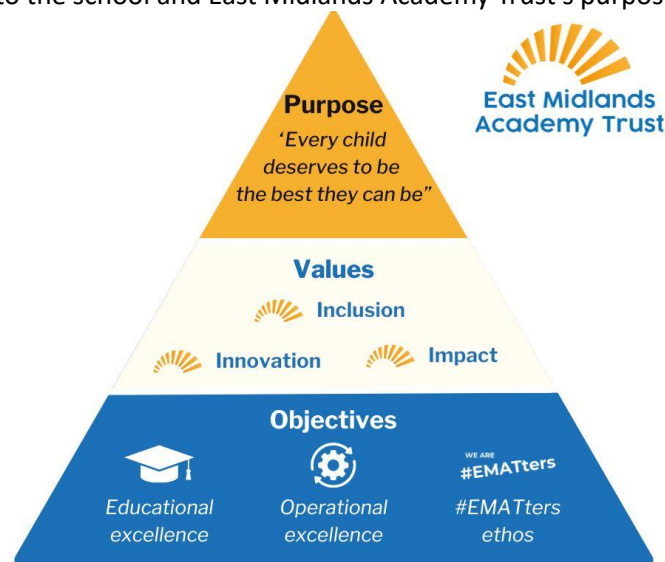 to the school and East Midlands Academy Trust's purpos
East Midlands
Academy Trust
Purpose
‘Every child
deserves to be
the best they can be”
Values
Inclusion
Innovation
Impact
Objectives
WE ARE
#EMATters
Educational
excellence
Operational
excellence
#EMATters
ethos